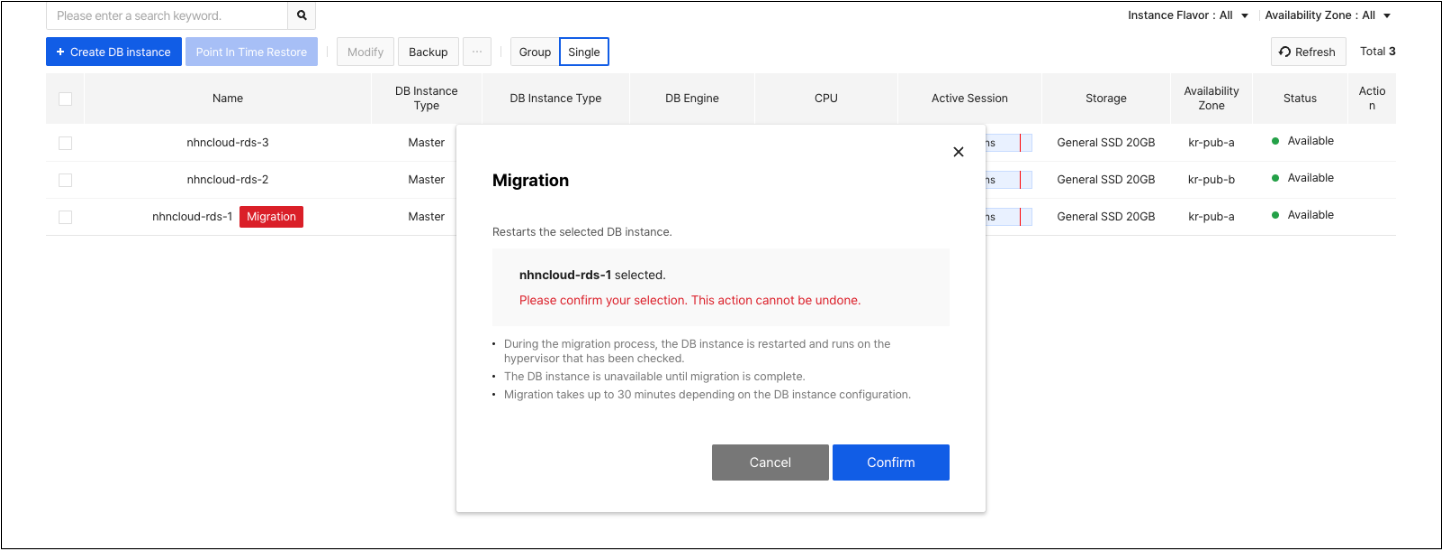 Please enter a search keyword.
Instance Flavor : All
Availability Zone : All
+ Create DB instance
Point In Time Restore
Modify
Backup
...
Group
Single
Refresh
Total 3
Name
DB Instance
Type
DB Instance Type
DB Engine
CPU
Active Session
Storage
Availability
Zone
Status
Actio
n
nhncloud-rds-3
Master
General SSD 20GB
kr-pub-a
Available
nhncloud-rds-2
Master
General SSD 20GB
kr-pub-b
Available
nhncloud-rds-1
Migration
Master
General SSD 20GB
kr-pub-a
Available
Migration
Restarts the selected DB instance.
nhncloud-rds-1 selected.
Please confirm your selection. This action cannot be undone.
• During the migration process, the DB instance is restarted and runs on the
hypervisor that has been checked.
• The DB instance is unavailable until migration is complete.
• Migration takes up to 30 minutes depending on the DB instance configuration.
Cancel
Confirm